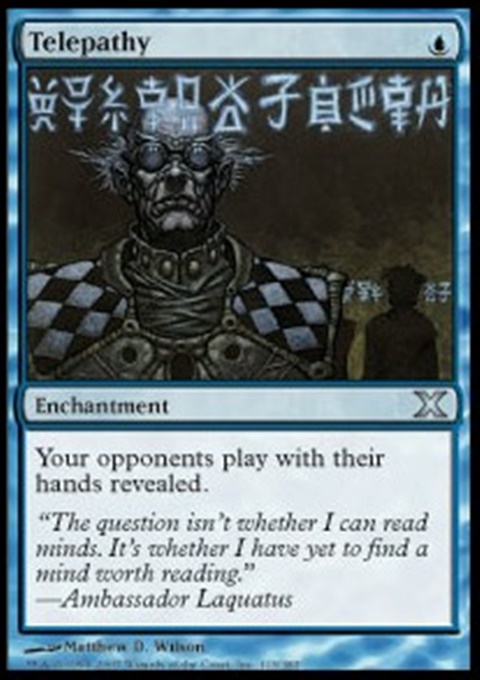 Telepathy
Enchantment
Your opponents play with their
hands revealed.
"The question isn't whether I can read
minds. It's whether I have yet to find a
mind worth reading."
—Ambassador Laquatus
Matthew D. Wilson